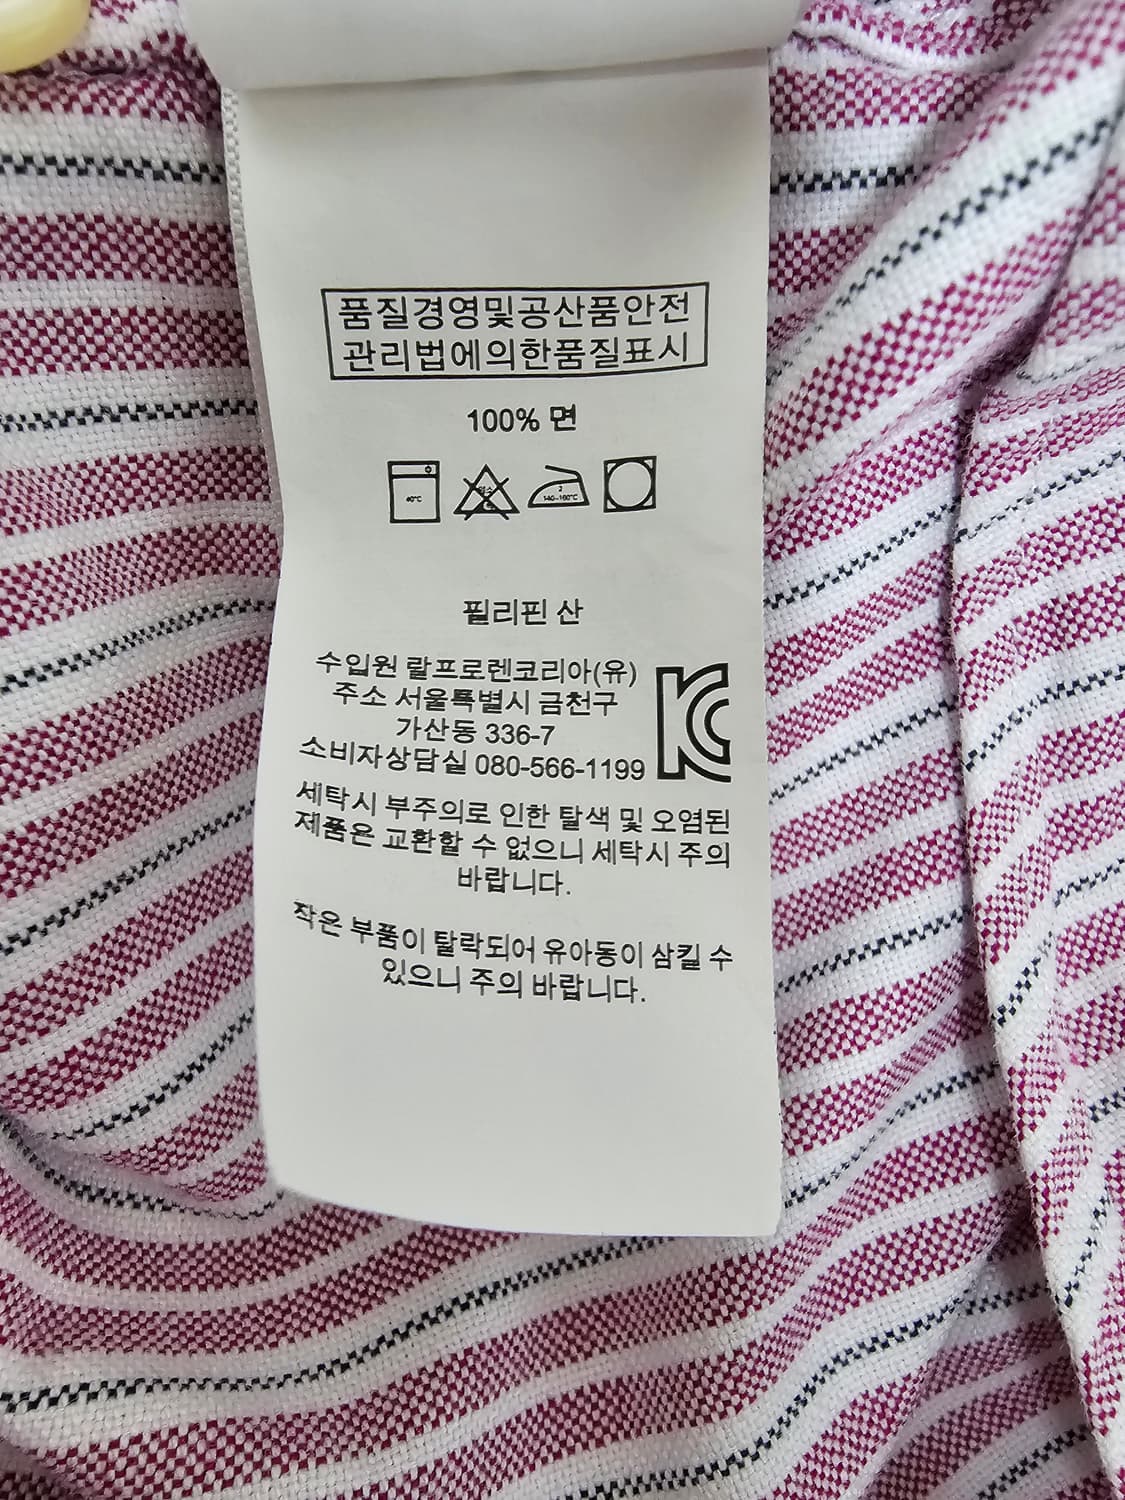 품질경영및공산품안전
관리법에의한품질표시
100% 면
40°C
염소
2
140~160°C
필리핀 산
수입원 랄프로렌코리아(유)
주소 서울특별시 금천구
가산동 336-7
소비자상담실 080-566-1199
세탁시 부주의로 인한 탈색 및 오염된
제품은 교환할 수 없으니 세탁시 주의
바랍니다.
작은 부품이 탈락되어 유아동이 삼킬 수
있으니 주의 바랍니다.